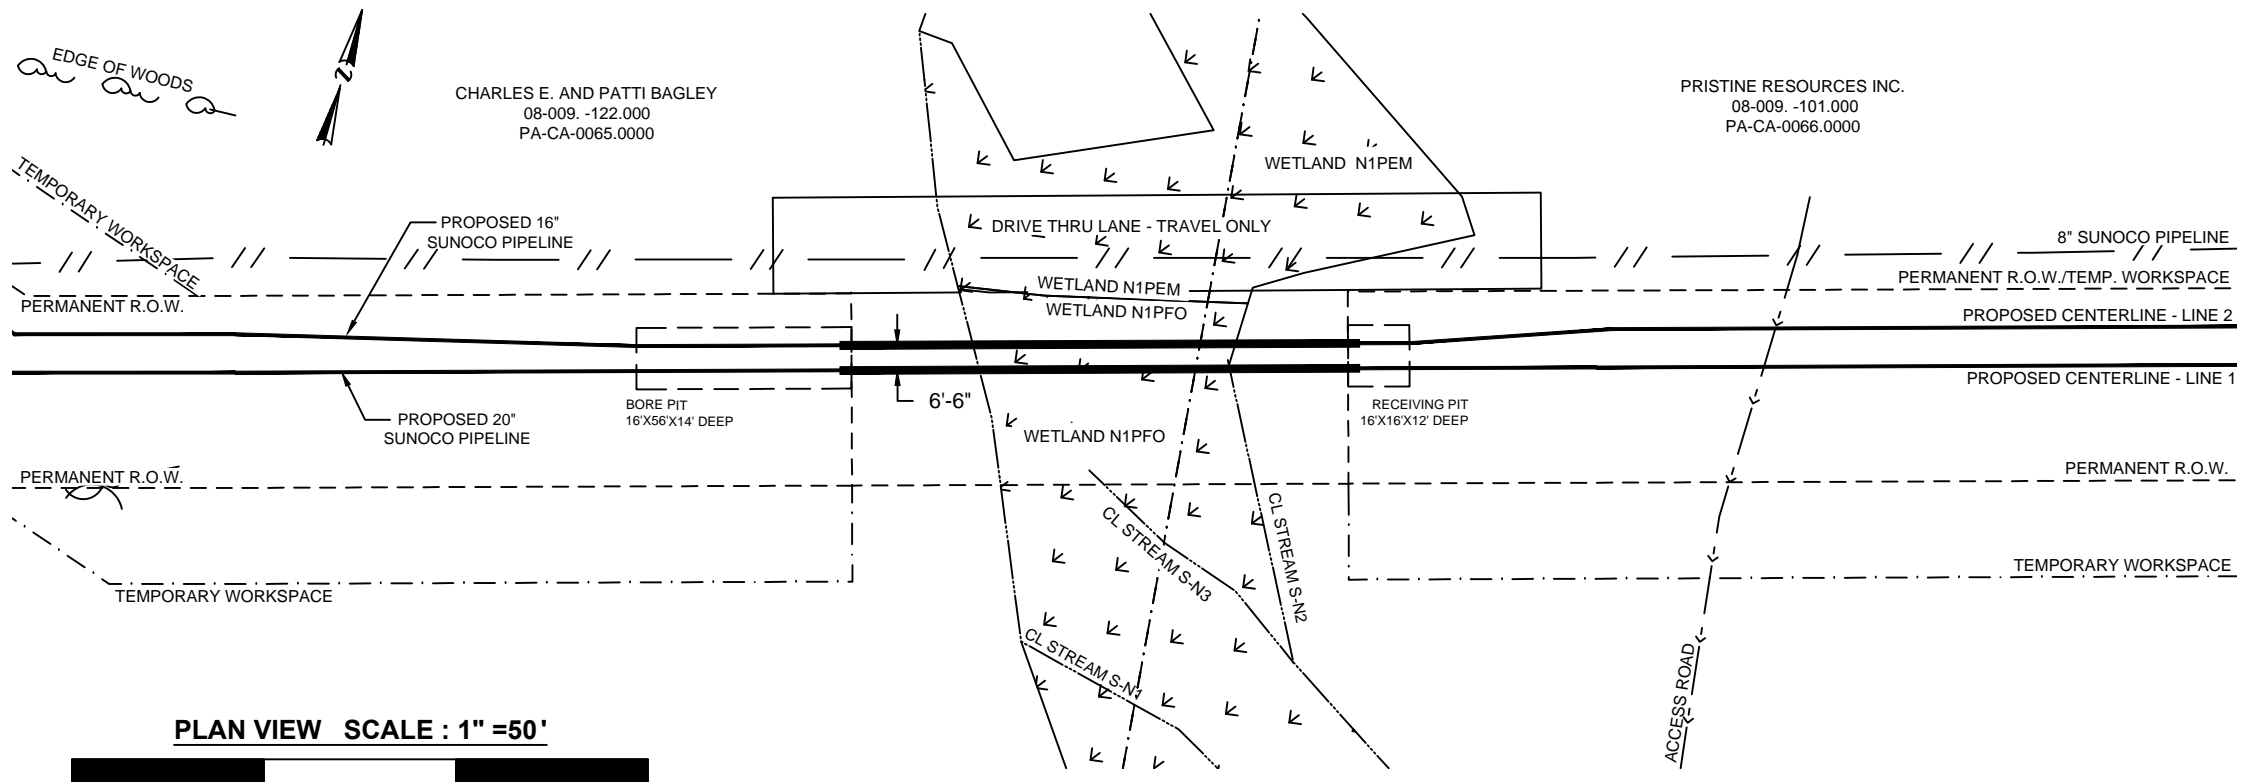 EDGE OF WOODS
N
CHARLES E. AND PATTI BAGLEY
08-009. -122.000
PA-CA-0065.0000
PRISTINE RESOURCES INC.
08-009. -101.000
PA-CA-0066.0000
WETLAND N1PEM
TEMPORARY WORKSPACE
PROPOSED 16"
SUNOCO PIPELINE
DRIVE THRU LANE - TRAVEL ONLY
8" SUNOCO PIPELINE
PERMANENT R.O.W./TEMP. WORKSPACE
WETLAND N1PEM
PERMANENT R.O.W.
WETLAND N1PFO
PROPOSED CENTERLINE - LINE 2
PROPOSED CENTERLINE - LINE 1
6'-6"
BORE PIT
16'X56'X14' DEEP
RECEIVING PIT
16'X16'X12' DEEP
PROPOSED 20"
SUNOCO PIPELINE
WETLAND N1PFO
PERMANENT R.O.W.
PERMANENT R.O.W.
CL STREAM S-N3
CL STREAM S-N2
TEMPORARY WORKSPACE
TEMPORARY WORKSPACE
CL STREAM S-N1
ACCESS ROAD
PLAN VIEW SCALE : 1" =50'